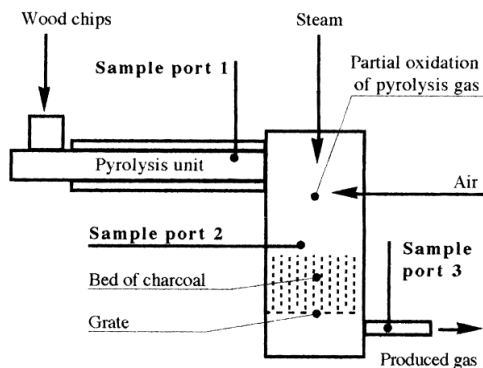 Wood chips
Steam
Sample port 1
Partial oxidation
of pyrolysis gas
Pyrolysis unit
Air
Sample port 2
Sample
port 3
Bed of charcoal
Grate
Produced gas